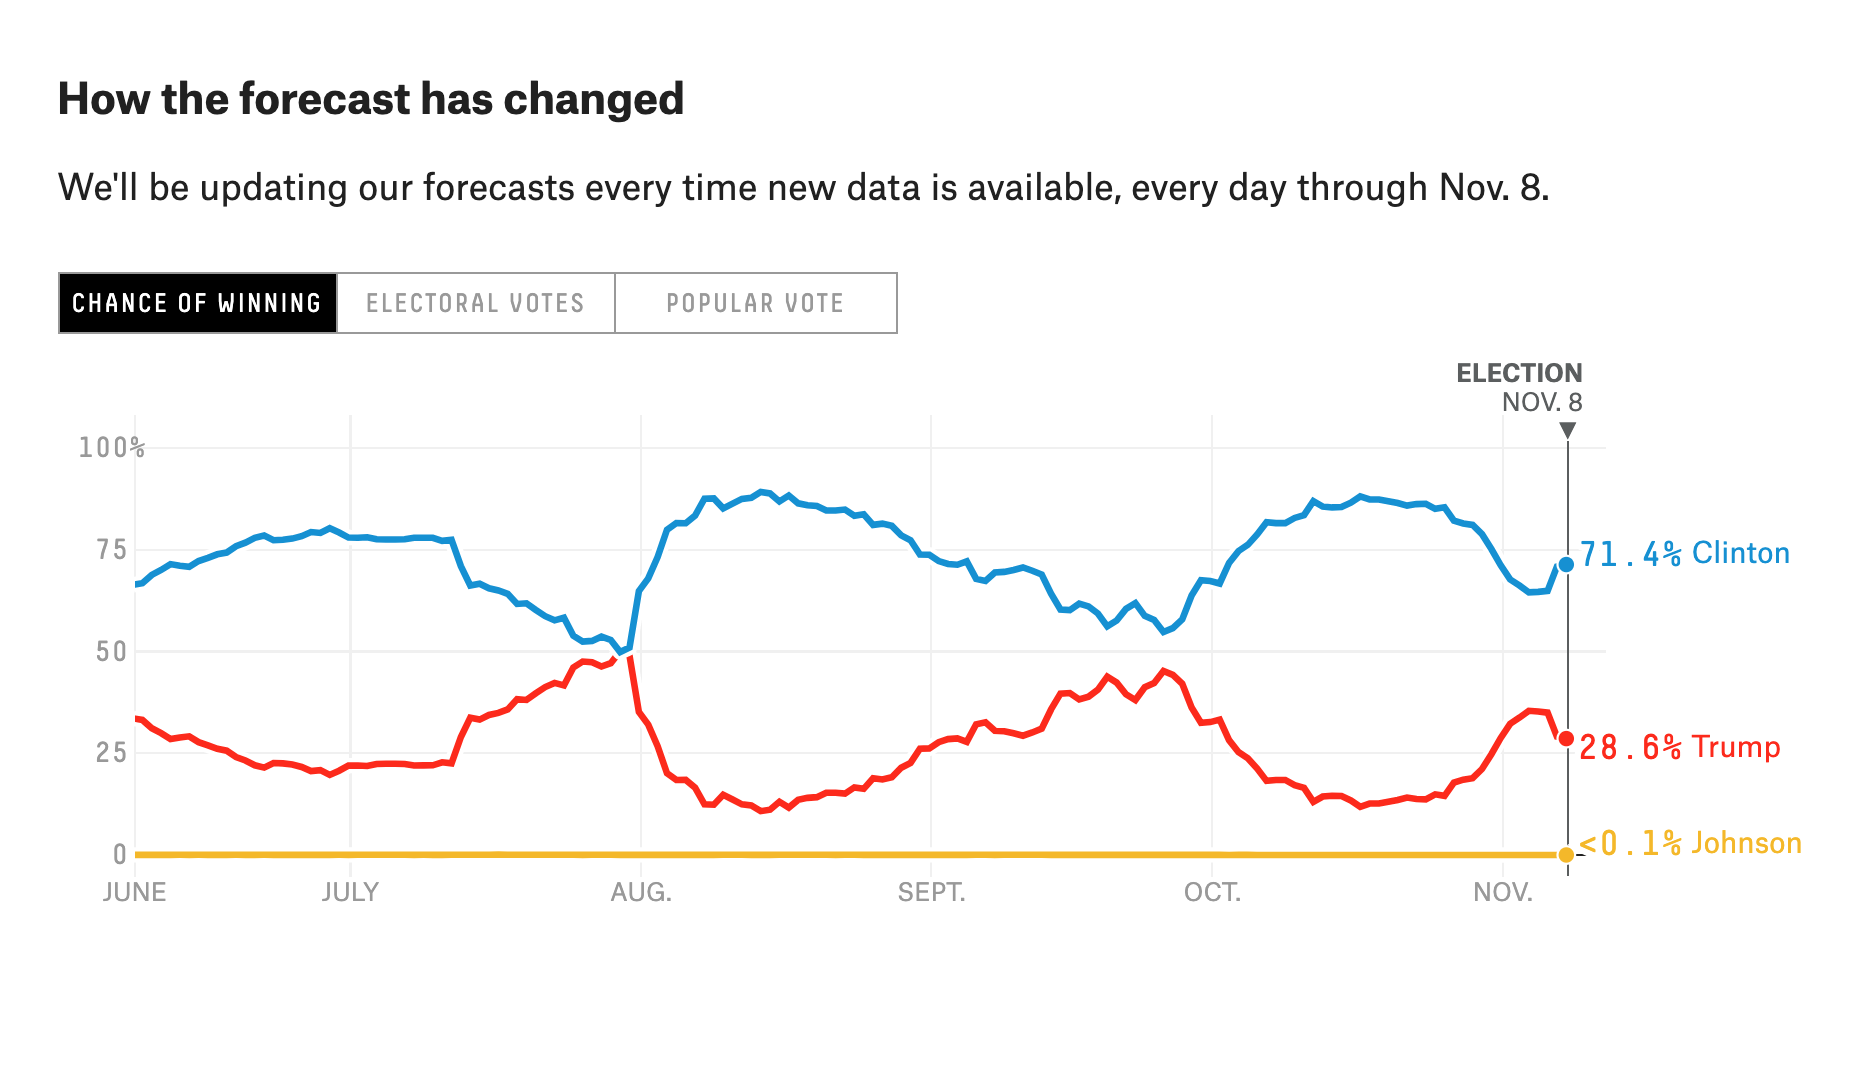 How the forecast has changed
We'll be updating our forecasts every time new data is available, every day through Nov. 8.
CHANCE OF WINNING
ELECTORAL VOTES
POPULAR VOTE
ELECTION
NOV. 8
100%
75
50
25
0
71.4% Clinton
28.6% Trump
<0.1% Johnson
JUNE
JULY
AUG.
SEPT.
OCT.
NOV.